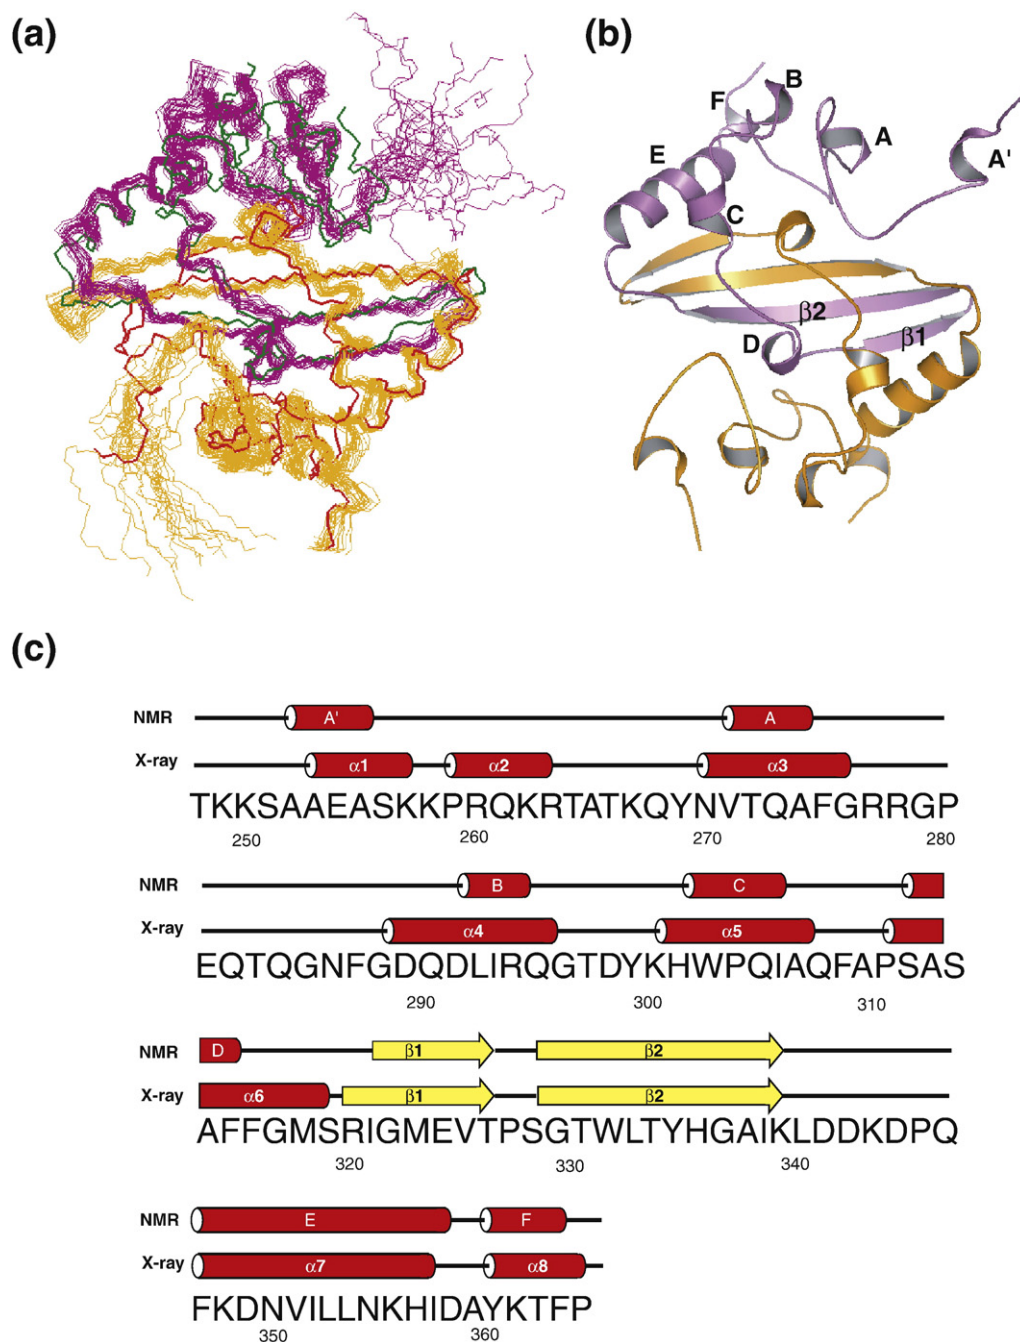 (a)
(b)
B
F
A
A'
E
C
β2
D
β1
(c)
NMR A' A
X-ray α1 α2 α3
TKKSAAEASKKPRQKRTATKQYNVTQAFGRRGP
250 260 270 280
NMR B C
X-ray α4 α5
EQTQGNFGDQDLIRQGTDYKHWPQIAQFAPSAS
290 300 310
NMR D β1 β2
X-ray α6 β1 β2
AFFGMSRIGMEVTPSGTWLTYHGAIKLDDKDPQ
320 330 340
NMR E F
X-ray α7 α8
FKDNVILLNKHIDAYKTFP
350 360